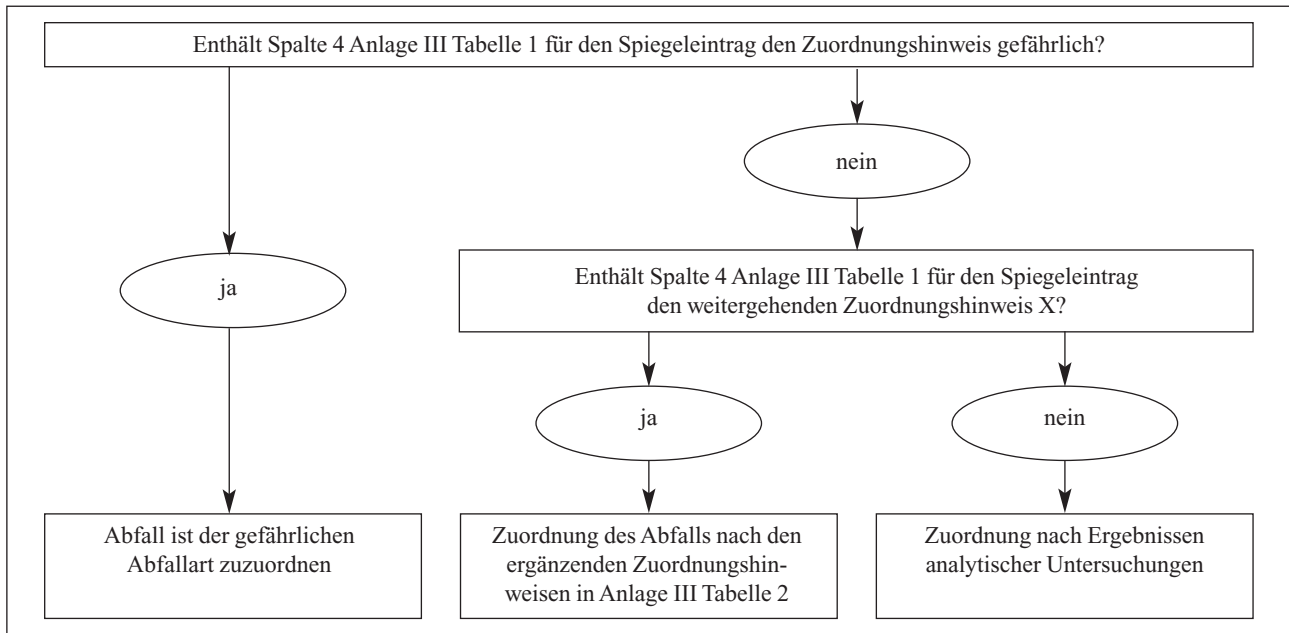 Enthält Spalte 4 Anlage III Tabelle 1 für den Spiegeleintrag den Zuordnungshinweis gefährlich?
nein
ja
Enthält Spalte 4 Anlage III Tabelle 1 für den Spiegeleintrag
den weitergehenden Zuordnungshinweis X?
ja
nein
Abfall ist der gefährlichen
Abfallart zuzuordnen
Zuordnung des Abfalls nach den
ergänzenden Zuordnungshin-
weisen in Anlage III Tabelle 2
Zuordnung nach Ergebnissen
analytischer Untersuchungen